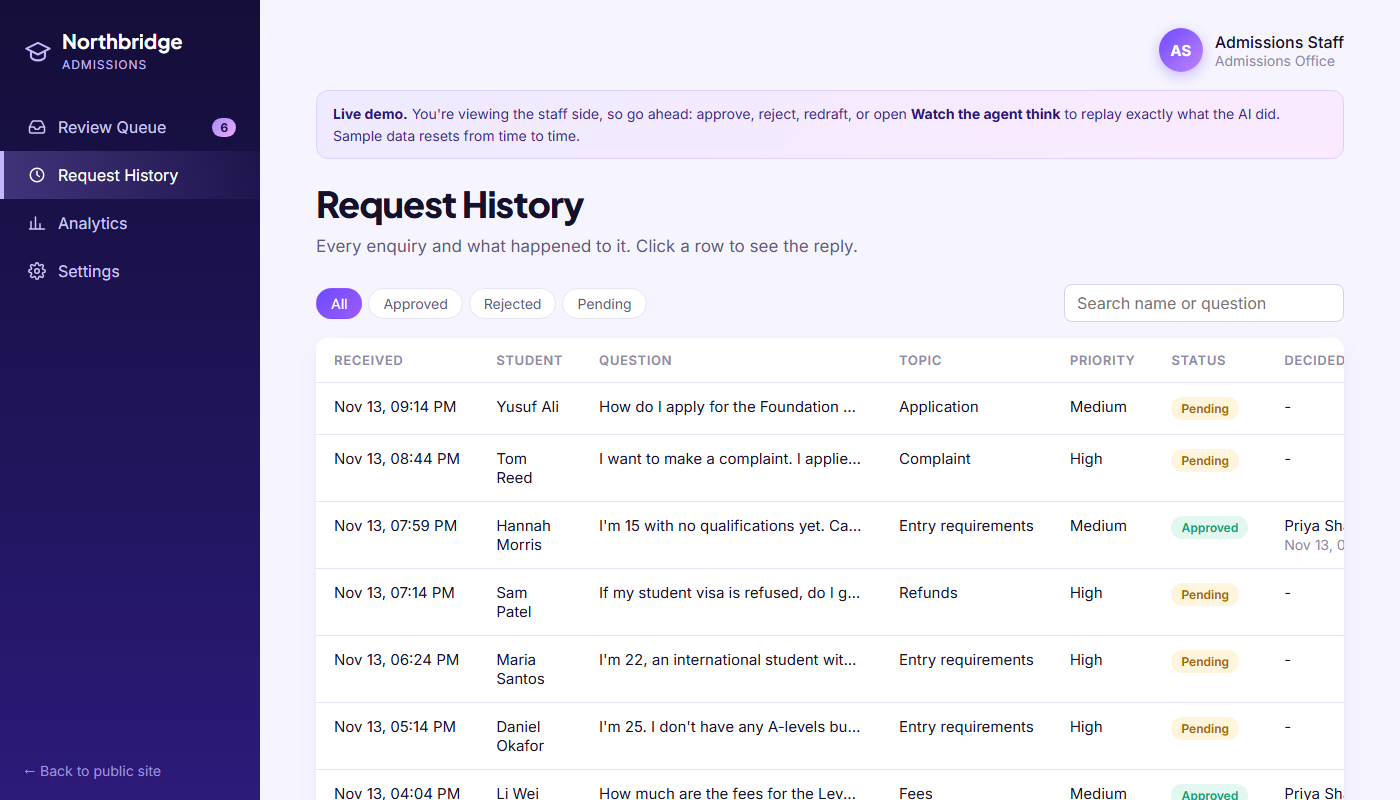 Northbridge
ADMISSIONS
Review Queue 6
Request History
Analytics
Settings
← Back to public site
AS
Admissions Staff
Admissions Office
Live demo. You're viewing the staff side, so go ahead: approve, reject, redraft, or open Watch the agent think to replay exactly what the AI did.
Sample data resets from time to time.
Request History
Every enquiry and what happened to it. Click a row to see the reply.
All Approved Rejected Pending Search name or question
RECEIVED STUDENT QUESTION TOPIC PRIORITY STATUS DECIDED
Nov 13, 09:14 PM Yusuf Ali How do I apply for the Foundation ... Application Medium Pending -
Nov 13, 08:44 PM Tom I want to make a complaint. I applie... Complaint High Pending -
Reed
Nov 13, 07:59 PM Hannah I'm 15 with no qualifications yet. Ca... Entry requirements Medium Approved Priya Sh
Morris Nov 13, 0
Nov 13, 07:14 PM Sam If my student visa is refused, do I g... Refunds High Pending -
Patel
Nov 13, 06:24 PM Maria I'm 22, an international student wit... Entry requirements High Pending -
Santos
Nov 13, 05:14 PM Daniel I'm 25. I don't have any A-levels bu... Entry requirements High Pending -
Okafor
Nov 13, 04:04 PM Li Wei How much are the fees for the Lev... Fees Medium Approved Priya Sh